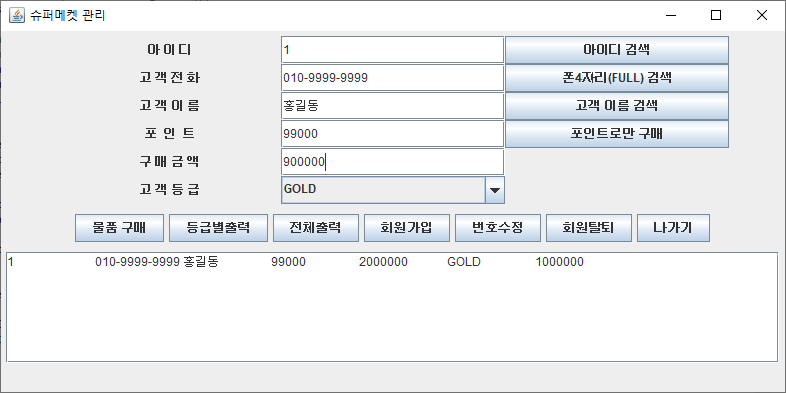 슈퍼메켓 관리
아 이 디 1 아이디 검색
고 객 전 화 010-9999-9999 폰4자리(FULL) 검색
고 객 이 름 홍길동 고객 이름 검색
포 인 트 99000 포인트로만 구매
구 매 금 액 900000
고 객 등 급 GOLD
물품 구매 등급별출력 전체출력 회원가입 번호수정 회원탈퇴 나가기
1 010-9999-9999 홍길동 99000 2000000 GOLD 1000000